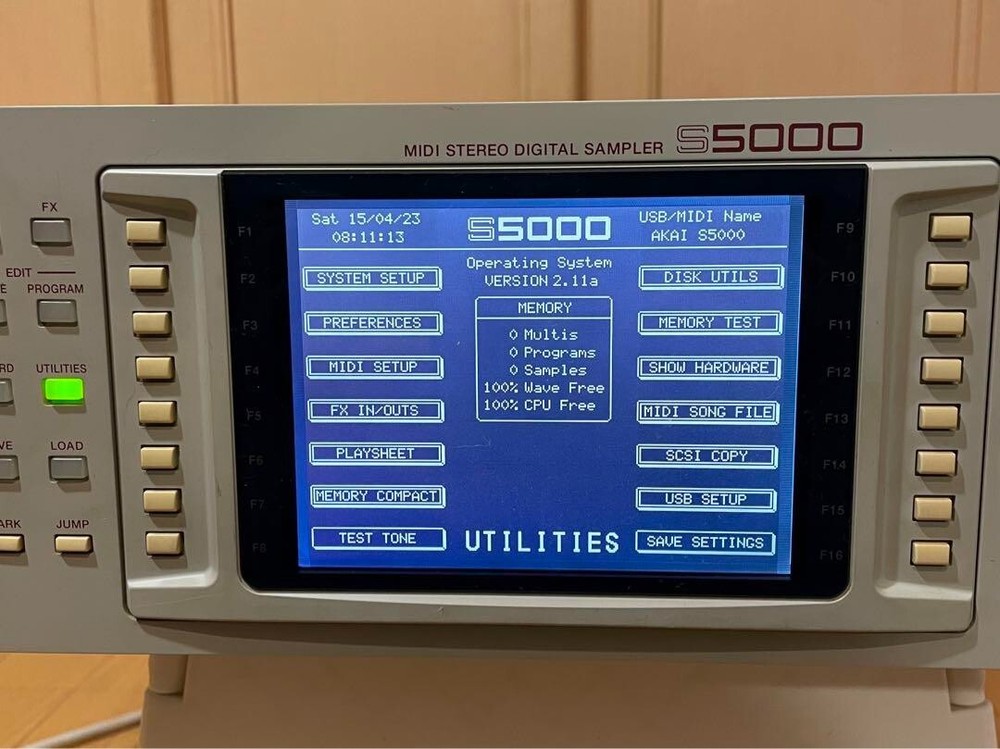 MIDI STEREO DIGITAL SAMPLER S5000
FX
EDIT
PROGRAM
UTILITIES
LOAD
JUMP
F1
F2
F3
F4
F5
F6
F7
F8
Sat 15/04/23
08:11:13
S5000
USB/MIDI Name
AKAI S5000
Operating System
VERSION 2.11a
SYSTEM SETUP
PREFERENCES
MIDI SETUP
FX IN/OUTS
PLAYSHEET
MEMORY COMPACT
TEST TONE
MEMORY
0 Multis
0 Programs
0 Samples
100% Wave Free
100% CPU Free
UTILITIES
DISK UTILS
MEMORY TEST
SHOW HARDWARE
MIDI SONG FILE
SCSI COPY
USB SETUP
SAVE SETTINGS
F9
F10
F11
F12
F13
F14
F15
F16